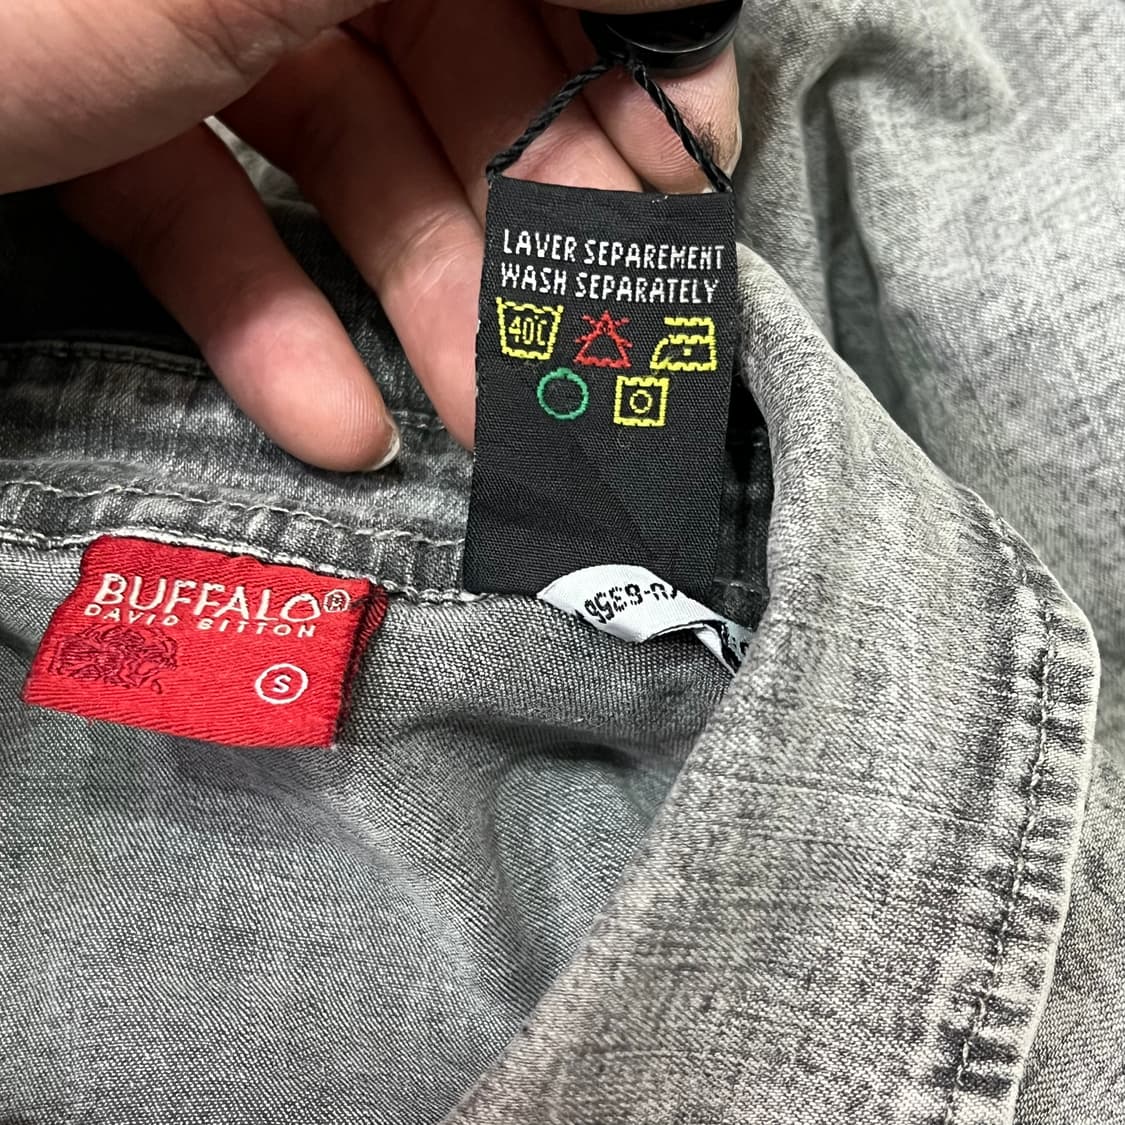 LAVER SEPAREMENT
WASH SEPARATELY
40C
BUFFALO®
DAVID BITTON
S